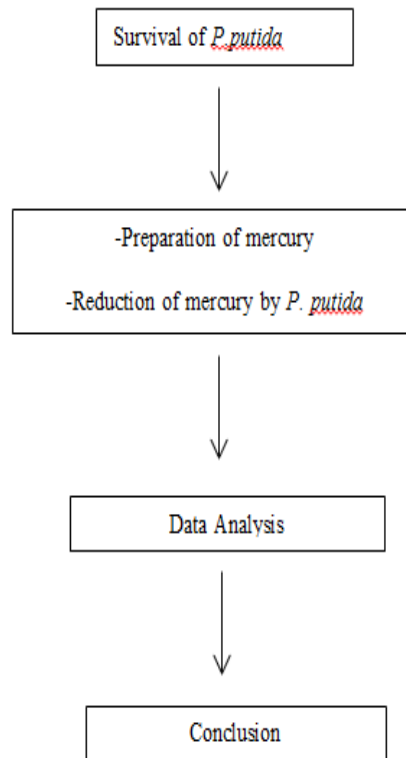 Survival of P.putida
-Preparation of mercury
-Reduction of mercury by P. putida
Data Analysis
Conclusion